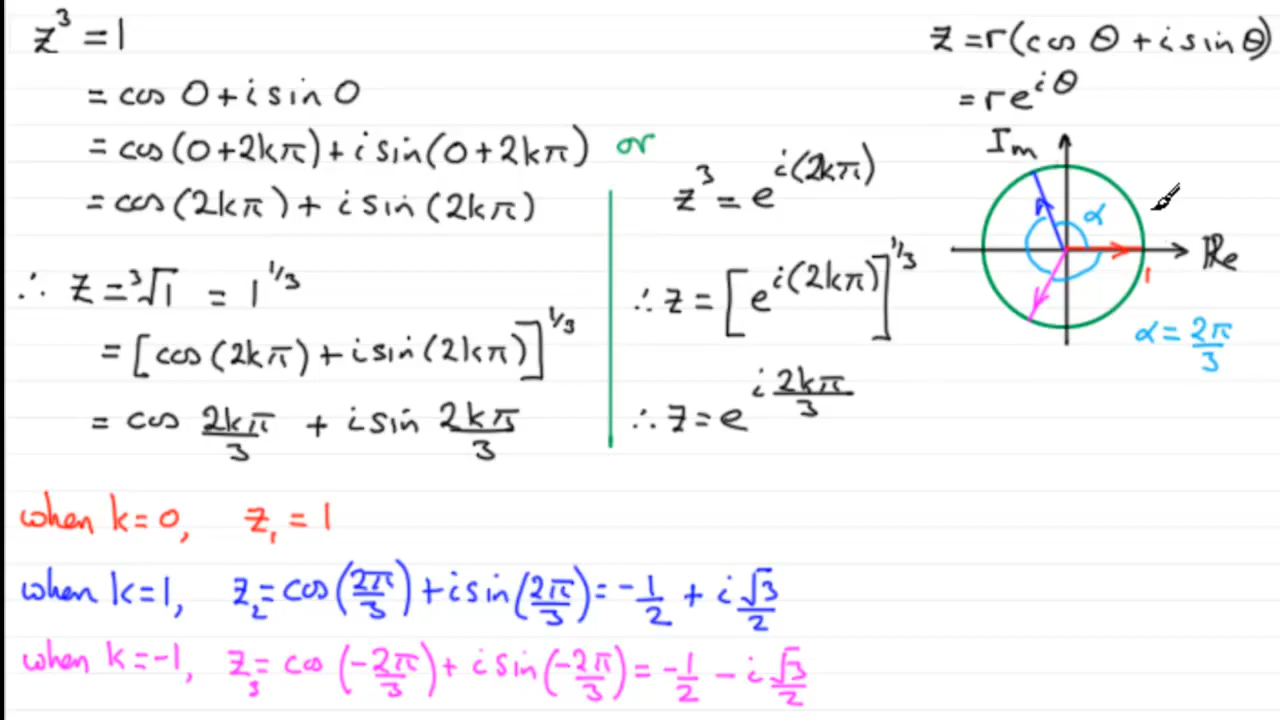 z³ = 1
= cos 0 + i sin 0
= cos(0+2kπ) + i sin(0+2kπ) or
= cos(2kπ) + i sin(2kπ)
∴ z = ³√1 = 1^1/3
= [cos(2kπ) + i sin(2kπ)]^1/3
= cos 2kπ/3 + i sin 2kπ/3
z³ = e^i(2kπ)
∴ z = [e^i(2kπ)]^1/3
∴ z = e^i 2kπ/3
z = r(cos θ + i sin θ)
= re^iθ
Im
α
Re
1
α = 2π/3
when k=0, z₁ = 1
when k=1, z₂ = cos(2π/3) + i sin(2π/3) = -1/2 + i √3/2
when k=-1, z₃ = cos(-2π/3) + i sin(-2π/3) = -1/2 - i √3/2